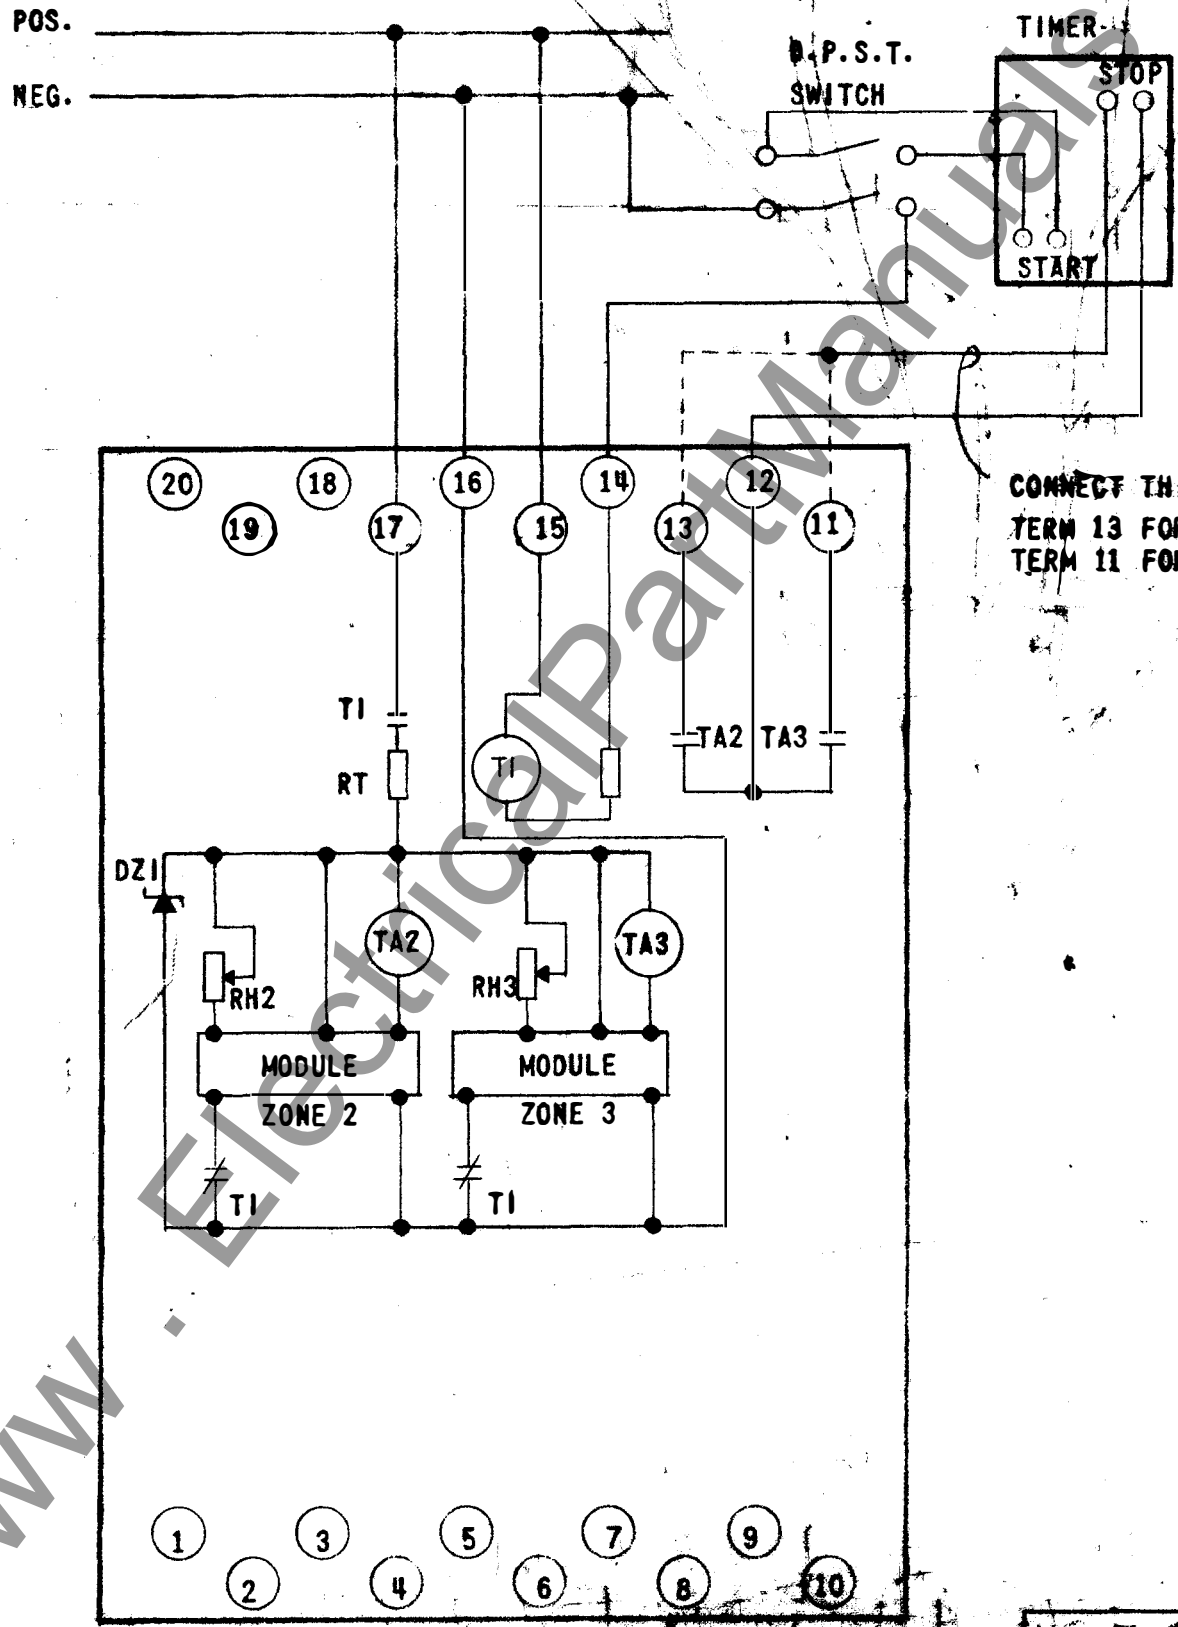 POS.
NEG.
D.P.S.T.
SWITCH
TIMER
STOP
START
20
18
16
14
12
19
17
15
13
11
CONNECT TH
TERM 13 FO
TERM 11 FO
TI
RT
TI
TA2
TA3
DZ1
RH2
TA2
RH3
TA3
MODULE
ZONE 2
MODULE
ZONE 3
TI
TI
1
3
5
7
9
2
4
6
8
10
www.ElectricalPartManuals